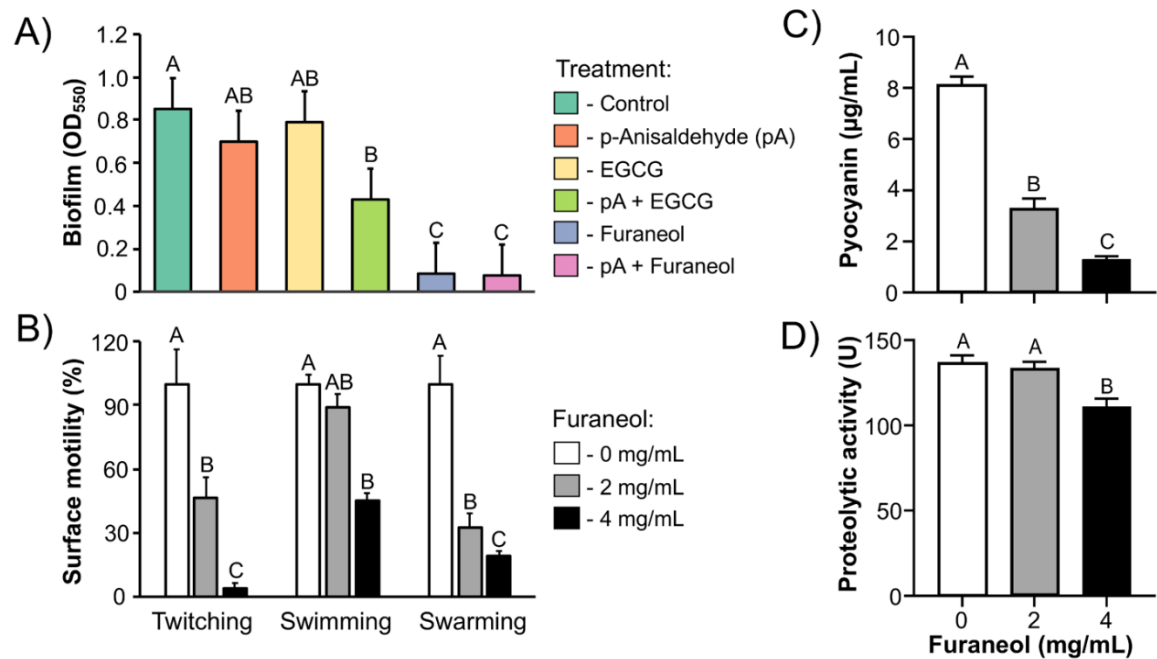 A)
Biofilm (OD550)
1.2
1.0
0.8
0.6
0.4
0.2
0
A
AB
AB
B
C
C
Treatment:
- Control
- p-Anisaldehyde (pA)
- EGCG
- pA + EGCG
- Furaneol
- pA + Furaneol
B)
Surface motility (%)
120
90
60
30
0
A
B
C
A
AB
B
A
B
C
Twitching
Swimming
Swarming
Furaneol:
- 0 mg/mL
- 2 mg/mL
- 4 mg/mL
C)
Pyocyanin (µg/mL)
10
8
6
4
2
0
A
B
C
D)
Proteolytic activity (U)
150
100
50
0
A
A
B
0
2
4
Furaneol (mg/mL)